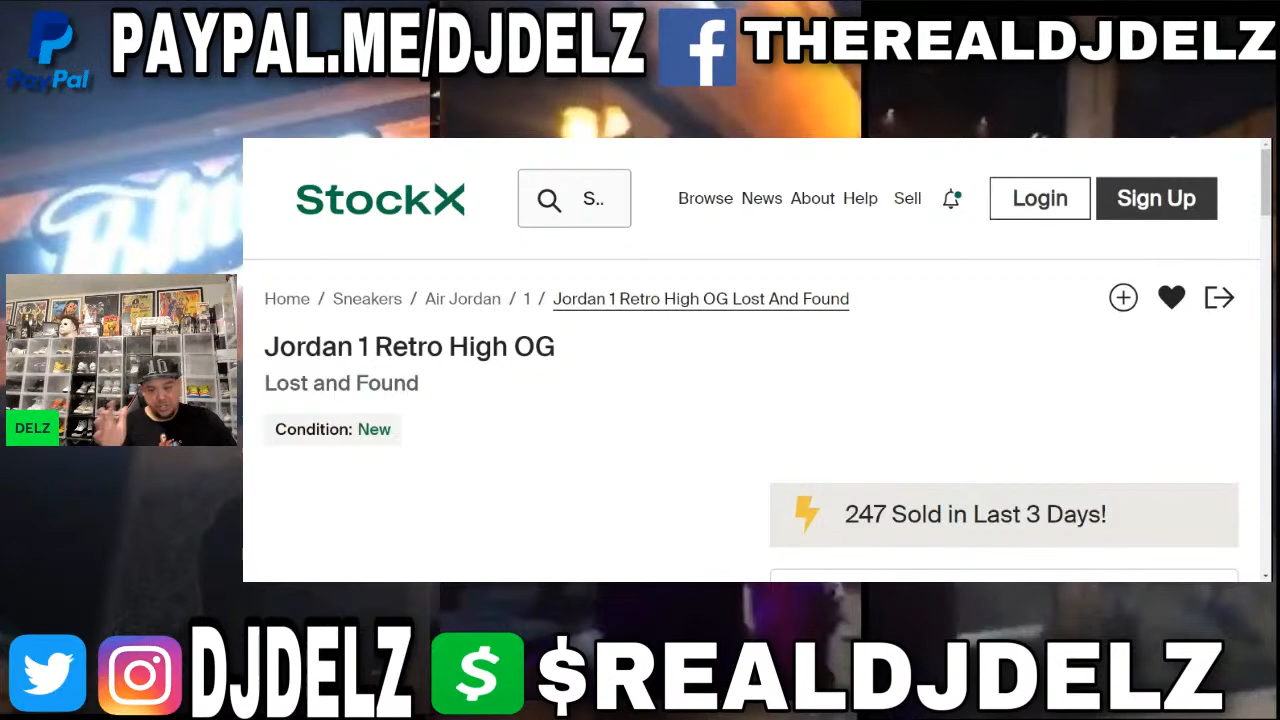 PAYPAL.ME/DJDELZ
THEREALDJDELZ
PayPal
StockX
S..
Browse News About Help Sell
Login
Sign Up
Home / Sneakers / Air Jordan / 1 / Jordan 1 Retro High OG Lost And Found
Jordan 1 Retro High OG
Lost and Found
Condition: New
247 Sold in Last 3 Days!
DELZ
DJDELZ
$
$REALDJDELZ